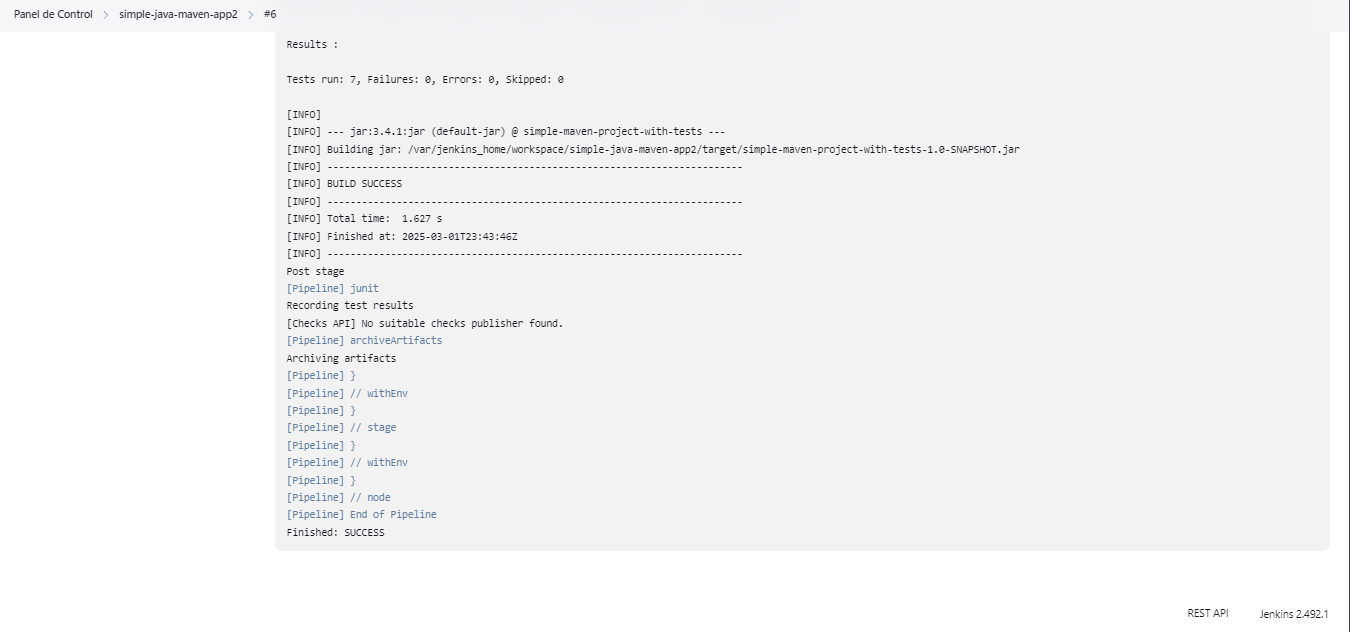 Panel de Control > simple-java-maven-app2 > #6
Results :
Tests run: 7, Failures: 0, Errors: 0, Skipped: 0
[INFO]
[INFO] --- jar:3.4.1:jar (default-jar) @ simple-maven-project-with-tests ---
[INFO] Building jar: /var/jenkins_home/workspace/simple-java-maven-app2/target/simple-maven-project-with-tests-1.0-SNAPSHOT.jar
[INFO] ------------------------------------------------------------------------
[INFO] BUILD SUCCESS
[INFO] ------------------------------------------------------------------------
[INFO] Total time:  1.627 s
[INFO] Finished at: 2025-03-01T23:43:46Z
[INFO] ------------------------------------------------------------------------
Post stage
[Pipeline] junit
Recording test results
[Checks API] No suitable checks publisher found.
[Pipeline] archiveArtifacts
Archiving artifacts
[Pipeline] }
[Pipeline] // withEnv
[Pipeline] }
[Pipeline] // stage
[Pipeline] }
[Pipeline] // withEnv
[Pipeline] }
[Pipeline] // node
[Pipeline] End of Pipeline
Finished: SUCCESS
REST API Jenkins 2.492.1